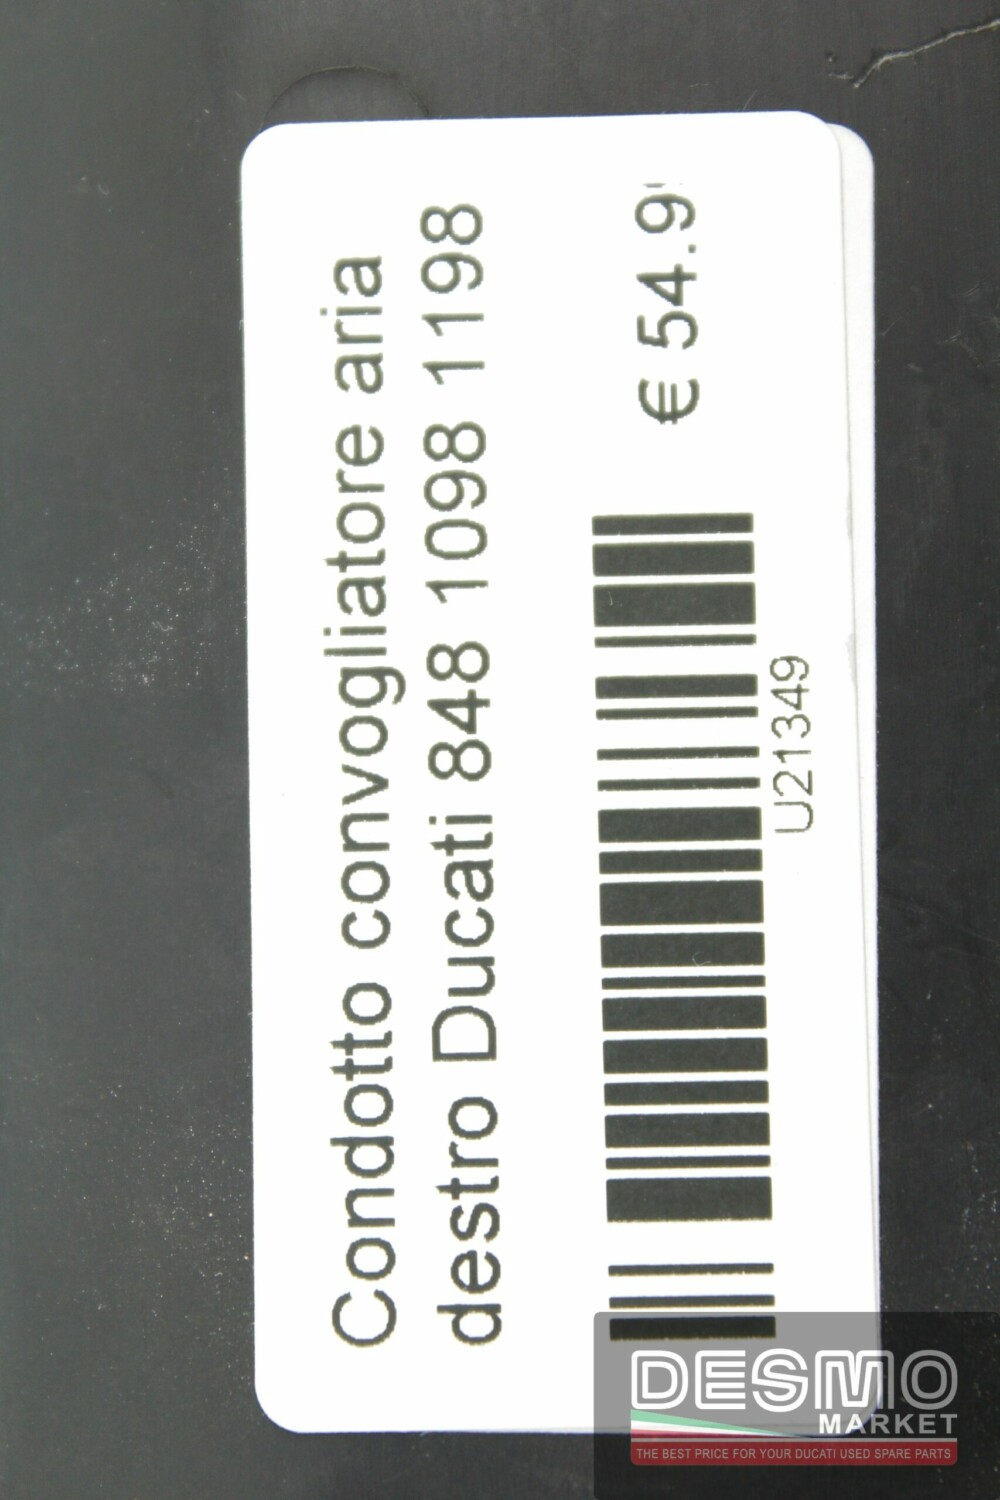 Condotto convogliatore aria
destro Ducati 848 1098 1198
€ 54.9
U21349
DESMO
MARKET
THE BEST PRICE FOR YOUR DUCATI USED SPARE PARTS